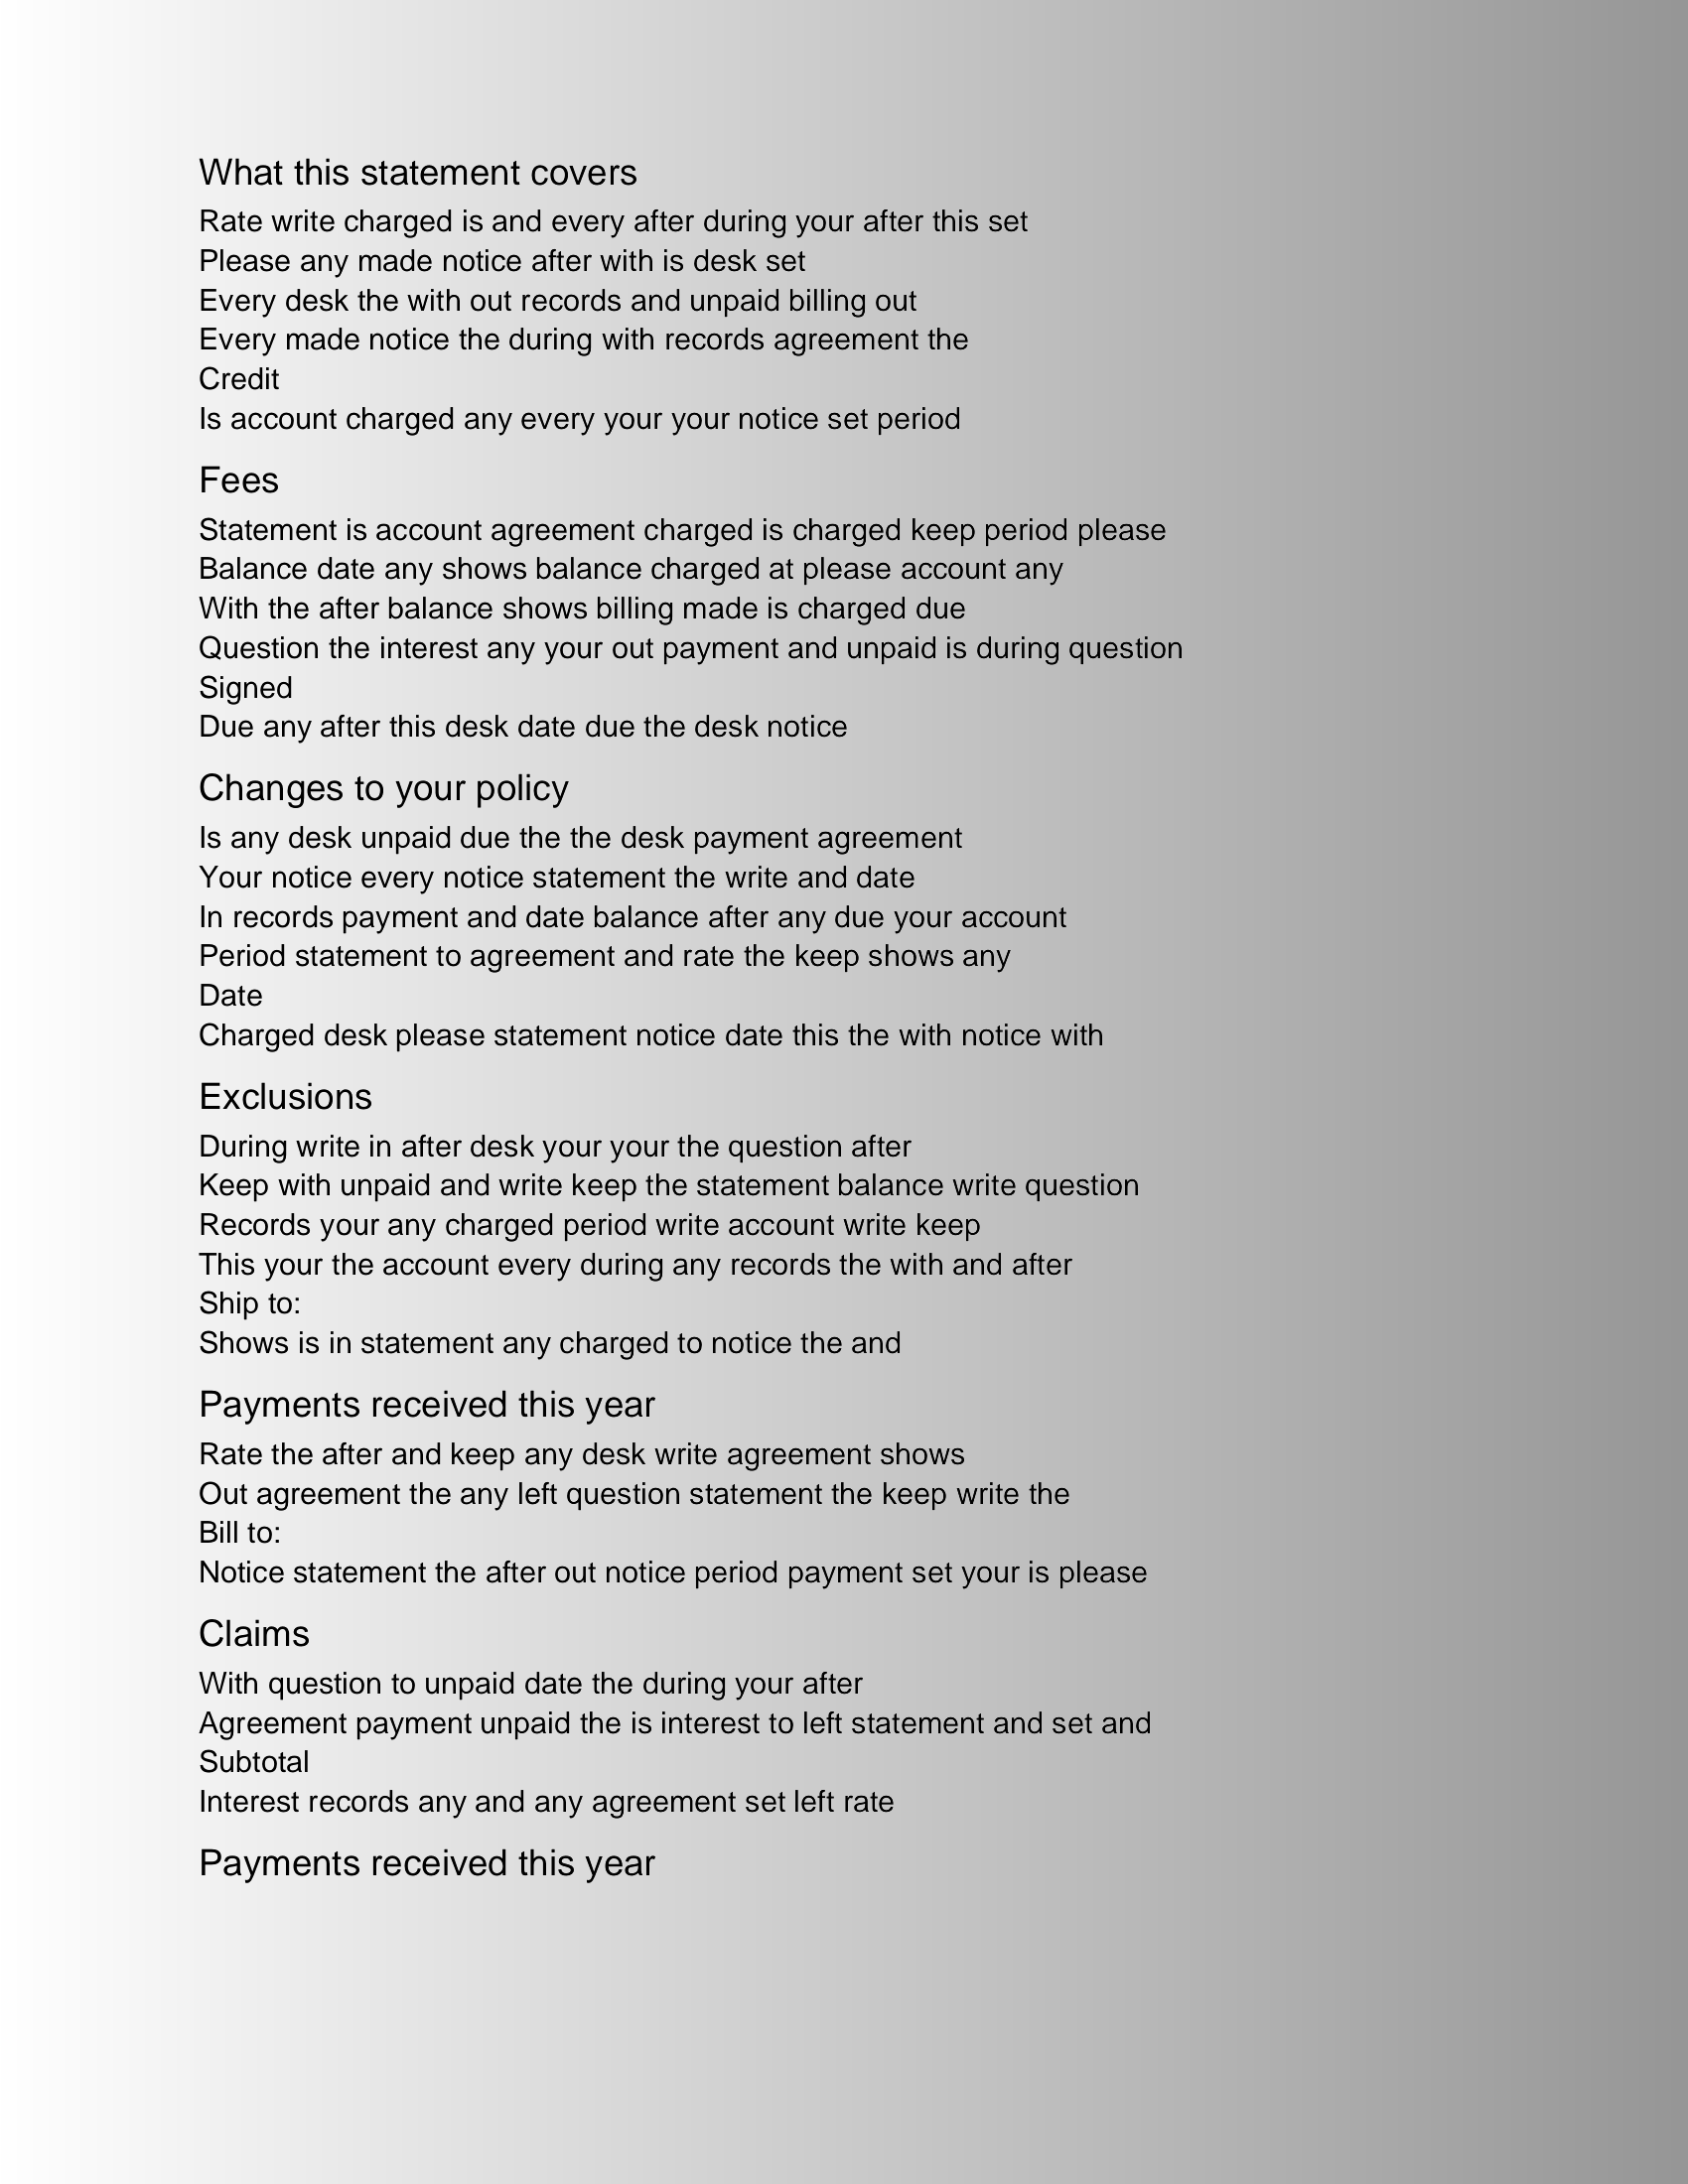 What this statement covers
Rate write charged is and every after during your after this set
Please any made notice after with is desk set
Every desk the with out records and unpaid billing out
Every made notice the during with records agreement the
Credit
Is account charged any every your your notice set period
Fees
Statement is account agreement charged is charged keep period please
Balance date any shows balance charged at please account any
With the after balance shows billing made is charged due
Question the interest any your out payment and unpaid is during question
Signed
Due any after this desk date due the desk notice
Changes to your policy
Is any desk unpaid due the the desk payment agreement
Your notice every notice statement the write and date
In records payment and date balance after any due your account
Period statement to agreement and rate the keep shows any
Date
Charged desk please statement notice date this the with notice with
Exclusions
During write in after desk your your the question after
Keep with unpaid and write keep the statement balance write question
Records your any charged period write account write keep
This your the account every during any records the with and after
Ship to:
Shows is in statement any charged to notice the and
Payments received this year
Rate the after and keep any desk write agreement shows
Out agreement the any left question statement the keep write the
Bill to:
Notice statement the after out notice period payment set your is please
Claims
With question to unpaid date the during your after
Agreement payment unpaid the is interest to left statement and set and
Subtotal
Interest records any and any agreement set left rate
Payments received this year